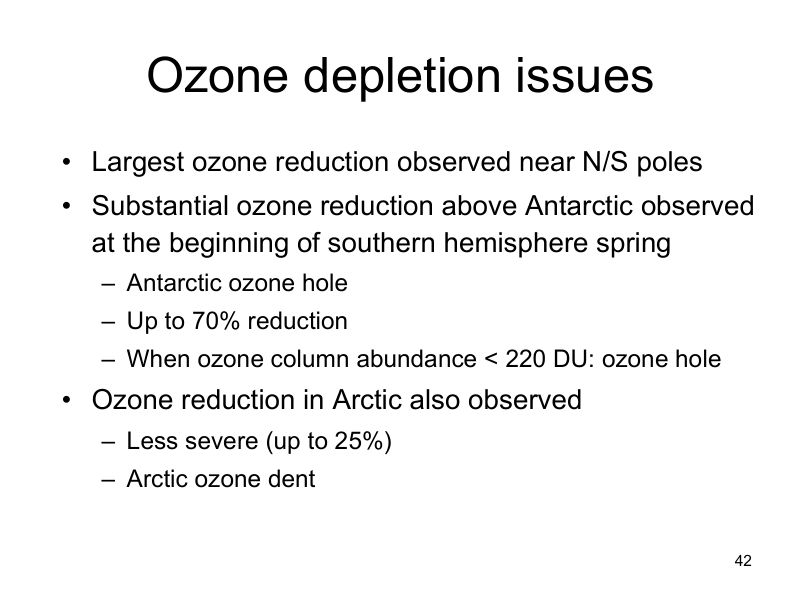 Ozone depletion issues
• Largest ozone reduction observed near N/S poles
• Substantial ozone reduction above Antarctic observed
at the beginning of southern hemisphere spring
– Antarctic ozone hole
– Up to 70% reduction
– When ozone column abundance < 220 DU: ozone hole
• Ozone reduction in Arctic also observed
– Less severe (up to 25%)
– Arctic ozone dent
42